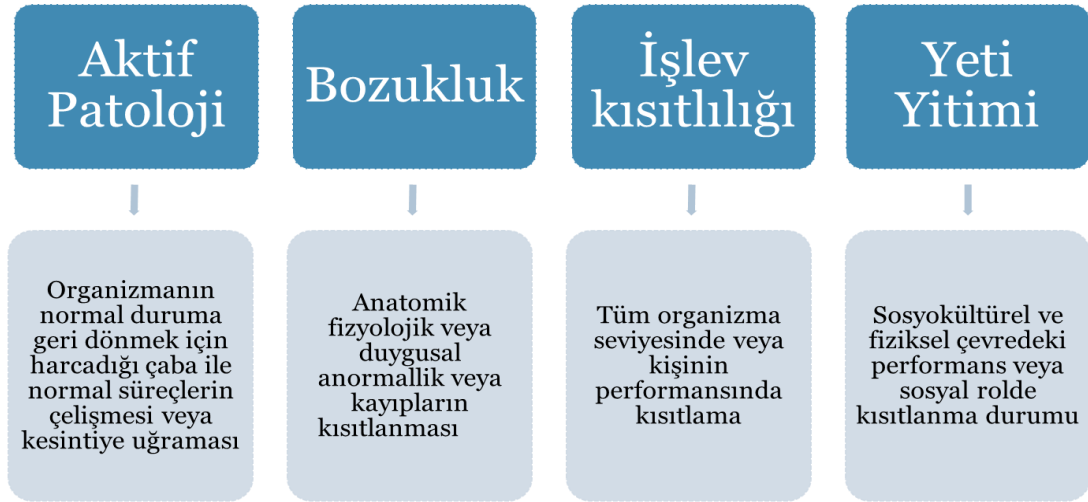 Aktif
Patoloji
Bozukluk
İşlev
kısıtlılığı
Yeti
Yitimi
Organizmanın
normal duruma
geri dönmek için
harcadığı çaba ile
normal süreçlerin
çelişmesi veya
kesintiye uğraması
Anatomik
fizyolojik veya
duygusal
anormallik veya
kayıpların
kısıtlanması
Tüm organizma
seviyesinde veya
kişinin
performansında
kısıtlama
Sosyokültürel ve
fiziksel çevredeki
performans veya
sosyal rolde
kısıtlanma durumu